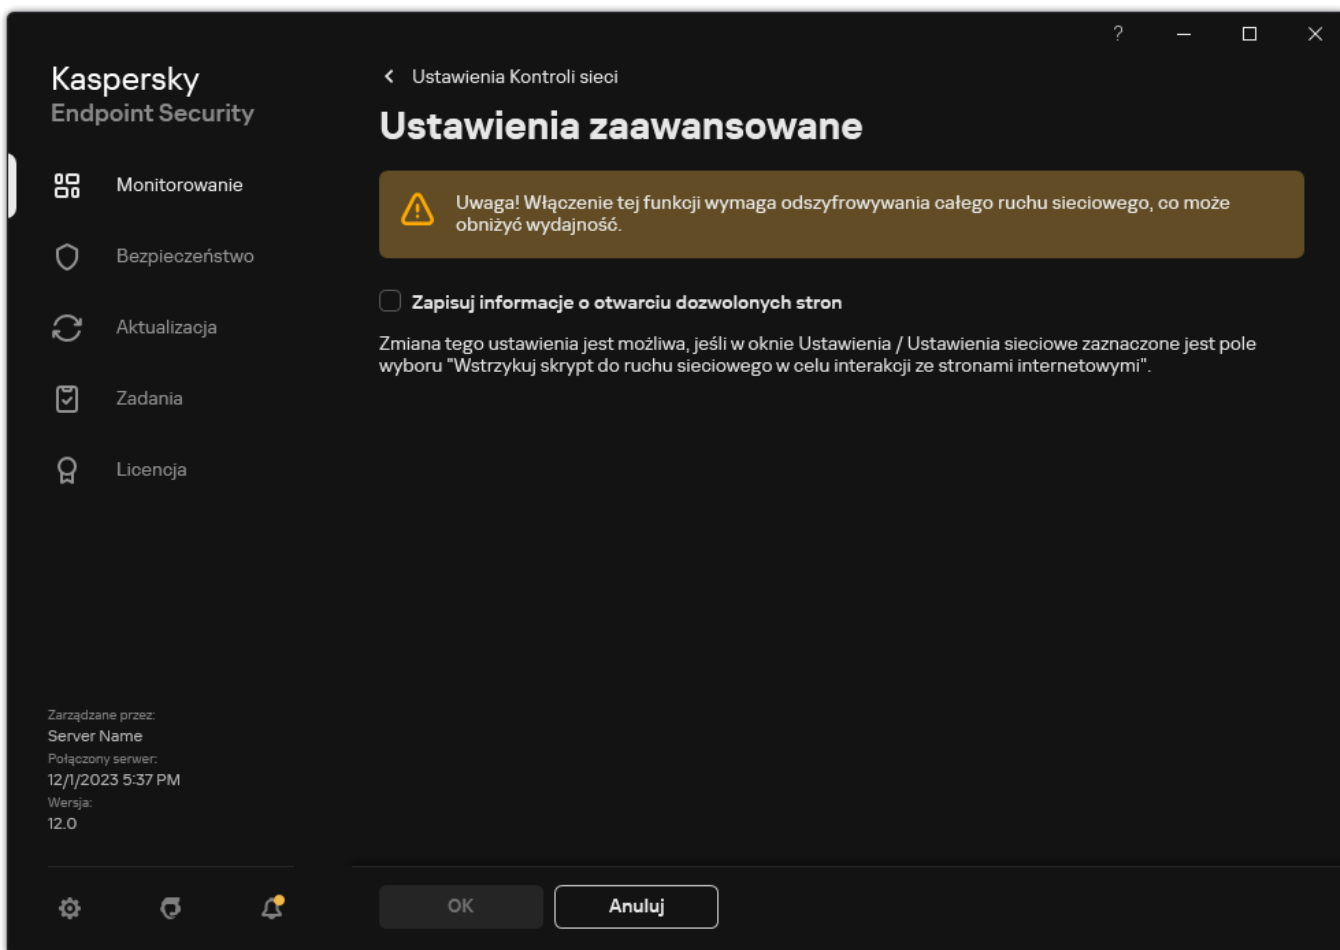 ?
Kaspersky
Endpoint Security
Monitorowanie
Bezpieczeństwo
Aktualizacja
Zadania
Licencja
Zarządzane przez:
Server Name
Połączony serwer:
12/1/2023 5:37 PM
Wersja:
12.0
Ustawienia Kontroli sieci
Ustawienia zaawansowane
Uwaga! Włączenie tej funkcji wymaga odszyfrowywania całego ruchu sieciowego, co może
obniżyć wydajność.
Zapisuj informacje o otwarciu dozwolonych stron
Zmiana tego ustawienia jest możliwa, jeśli w oknie Ustawienia / Ustawienia sieciowe zaznaczone jest pole
wyboru "Wstrzykuj skrypt do ruchu sieciowego w celu interakcji ze stronami internetowymi".
OK
Anuluj